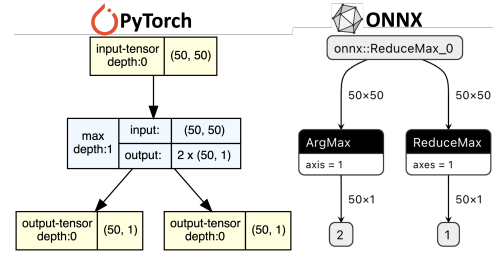 PyTorch
input-tensor
depth:0
(50, 50)
max
depth:1
input:
(50, 50)
output:
2 x (50, 1)
output-tensor
depth:0
(50, 1)
output-tensor
depth:0
(50, 1)
ONNX
onnx::ReduceMax_0
50×50
50×50
ArgMax
axis = 1
ReduceMax
axes = 1
50×1
50×1
2
1